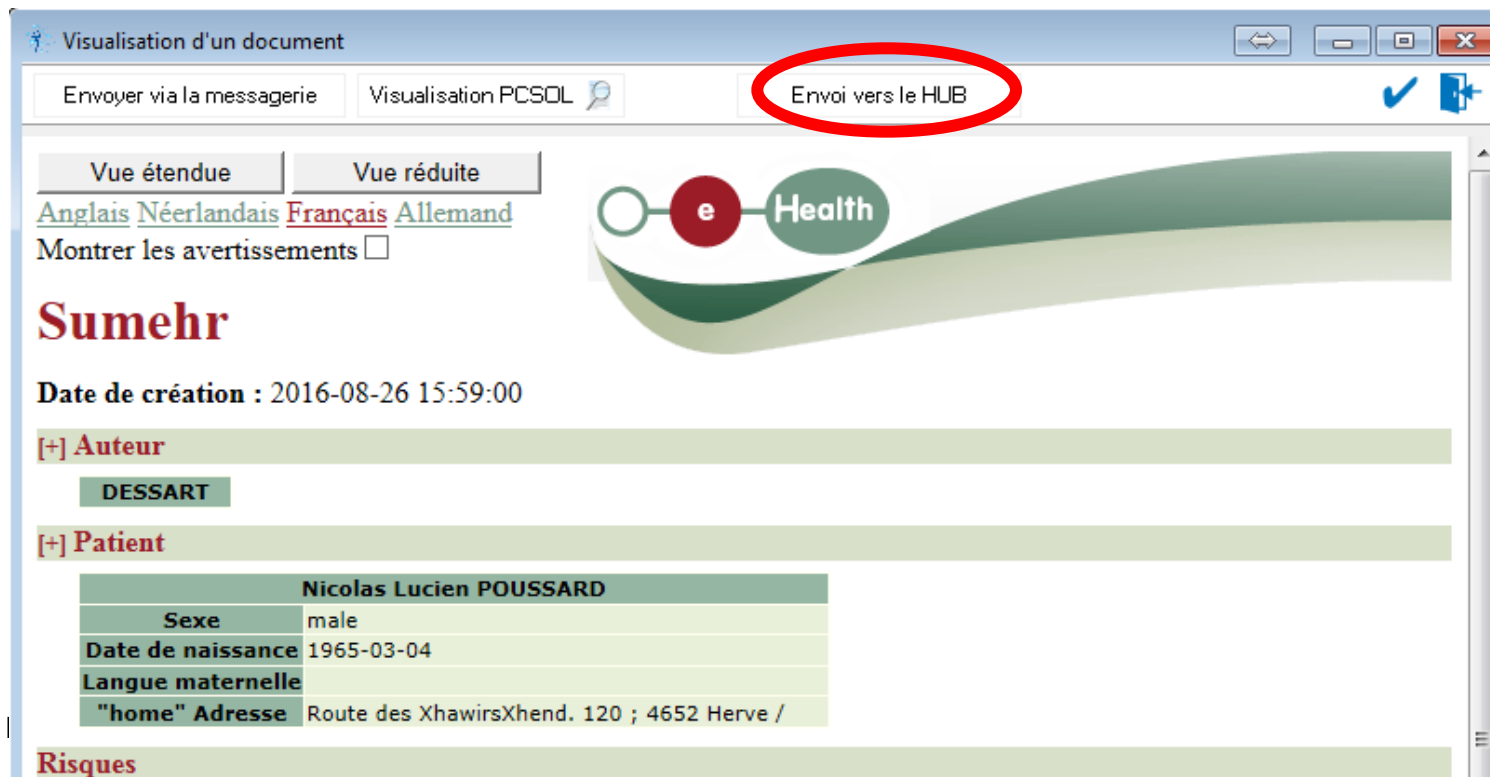 Visualisation d'un document
Envoyer via la messagerie Visualisation PCSOL Envoi vers le HUB
Vue étendue Vue réduite
Anglais Néerlandais Français Allemand
Montrer les avertissements
e Health
Sumehr
Date de création : 2016-08-26 15:59:00
[+] Auteur
DESSART
[+] Patient
Nicolas Lucien POUSSARD
Sexe male
Date de naissance 1965-03-04
Langue maternelle
"home" Adresse Route des XhawirsXhend. 120 ; 4652 Herve /
Risques